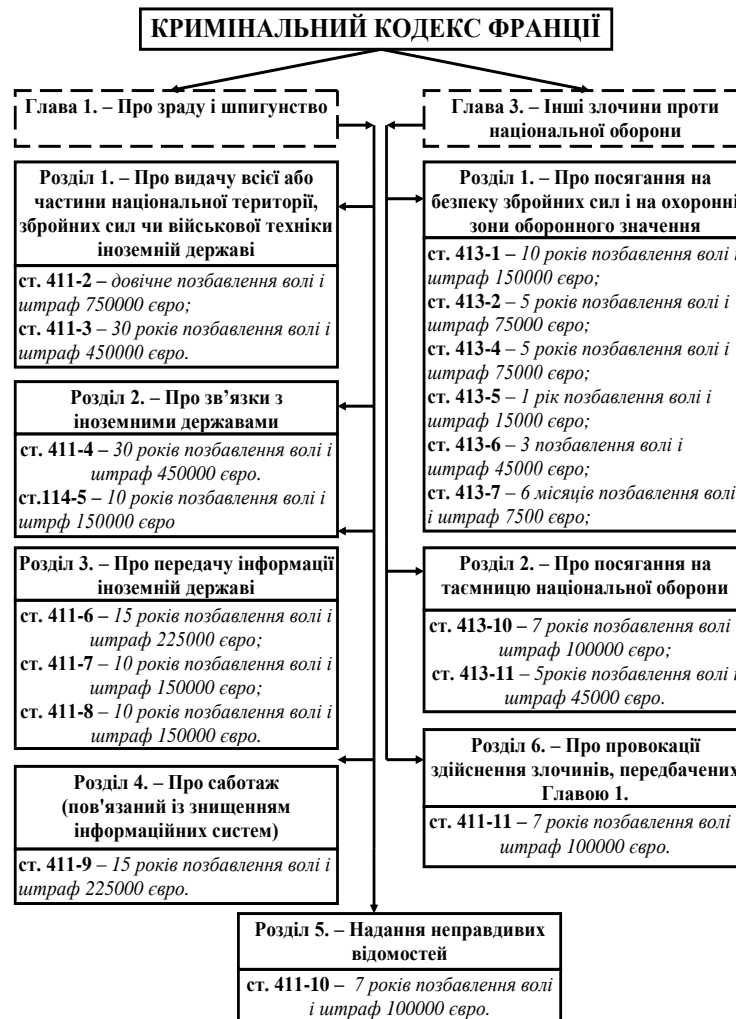 КРИМІНАЛЬНИЙ КОДЕКС ФРАНЦІЇ
Глава 1. – Про зраду і шпигунство
Розділ 1. – Про видачу всієї або
частини національної території,
збройних сил чи військової техніки
іноземній державі
ст. 411-2 – довічне позбавлення волі і
штраф 750000 євро;
ст. 411-3 – 30 років позбавлення волі і
штраф 450000 євро.
Розділ 2. – Про зв’язки з
іноземними державами
ст. 411-4 – 30 років позбавлення волі і
штраф 450000 євро.
ст.114-5 – 10 років позбавлення волі і
штрф 150000 євро
Розділ 3. – Про передачу інформації
іноземній державі
ст. 411-6 – 15 років позбавлення волі і
штраф 225000 євро;
ст. 411-7 – 10 років позбавлення волі і
штраф 150000 євро;
ст. 411-8 – 10 років позбавлення волі і
штраф 150000 євро.
Розділ 4. – Про саботаж
(пов'язаний із знищенням
інформаційних систем)
ст. 411-9 – 15 років позбавлення волі і
штраф 225000 євро.
Глава 3. – Інші злочини проти
національної оборони
Розділ 1. – Про посягання на
безпеку збройних сил і на охоронні
зони оборонного значення
ст. 413-1 – 10 років позбавлення волі і
штраф 150000 євро;
ст. 413-2 – 5 років позбавлення волі і
штраф 75000 євро;
ст. 413-4 – 5 років позбавлення волі і
штраф 75000 євро;
ст. 413-5 – 1 рік позбавлення волі і
штраф 15000 євро;
ст. 413-6 – 3 позбавлення волі і
штраф 45000 євро;
ст. 413-7 – 6 місяців позбавлення волі
і штраф 7500 євро;
Розділ 2. – Про посягання на
таємницю національної оборони
ст. 413-10 – 7 років позбавлення волі
штраф 100000 євро;
ст. 413-11 – 5років позбавлення волі і
штраф 45000 євро.
Розділ 6. – Про провокації
здійснення злочинів, передбачених
Главою 1.
ст. 411-11 – 7 років позбавлення волі
штраф 100000 євро.
Розділ 5. – Надання неправдивих
відомостей
ст. 411-10 – 7 років позбавлення волі
і штраф 100000 євро.